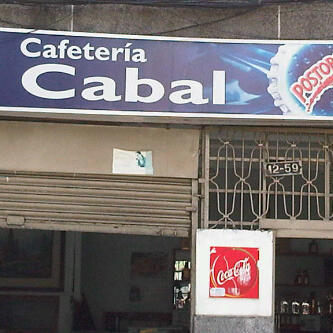 Cafetería
Cabal
POSTOB
12-59
Coca-Cola